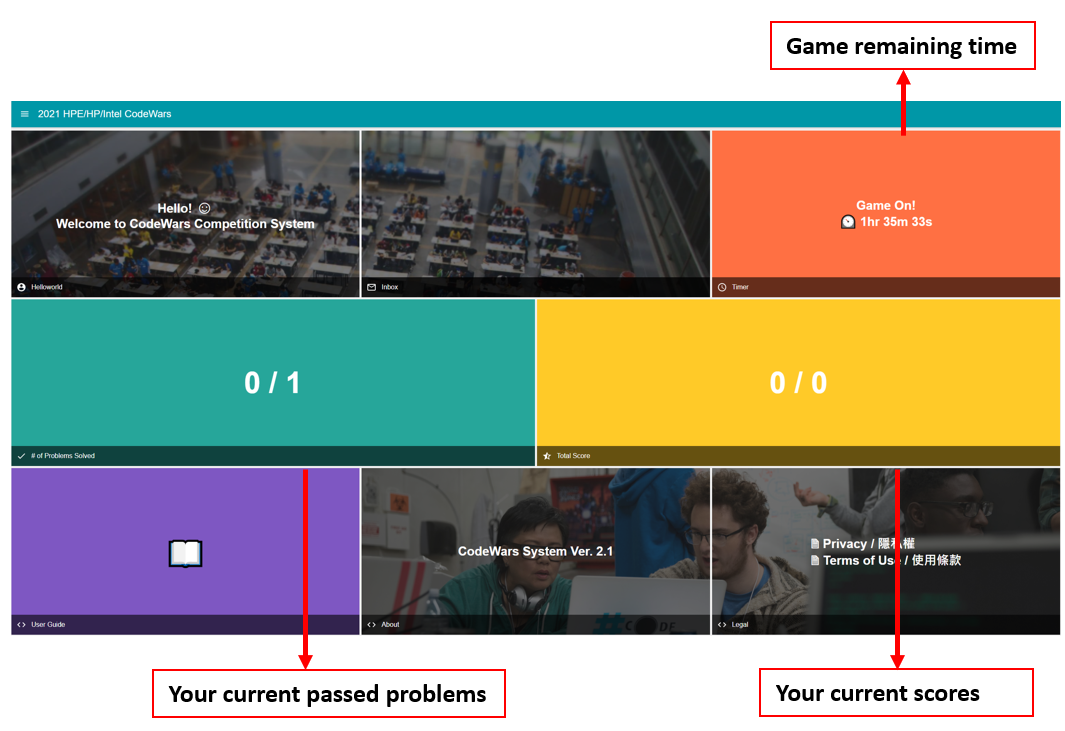 Game remaining time
2021 HPE/HP/Intel CodeWars
Hello!
Welcome to CodeWars Competition System
Helloworld
Inbox
Game On!
1hr 35m 33s
Timer
0 / 1
# of Problems Solved
0 / 0
Total Score
User Guide
CodeWars System Ver. 2.1
#CODE
About
Privacy / 隱私權
Terms of Use / 使用條款
Legal
Your current passed problems
Your current scores